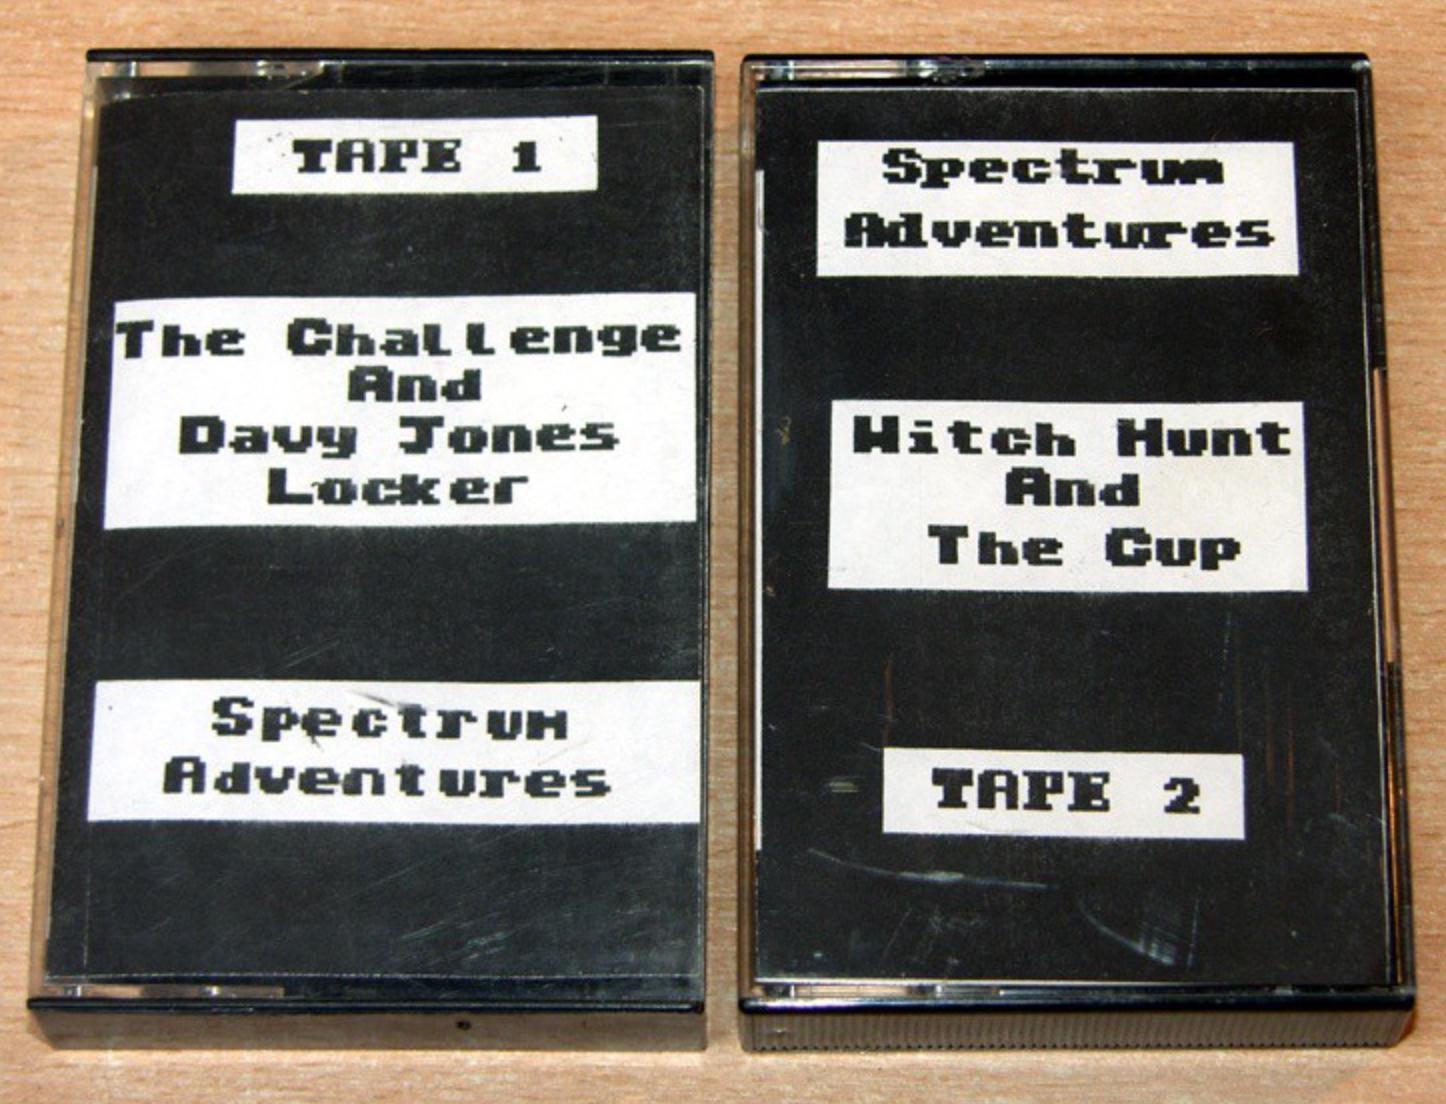 TAPE 1
The Challenge
And
Davy Jones
Locker
Spectrum
Adventures
Spectrum
Adventures
Witch Hunt
And
The Cup
TAPE 2